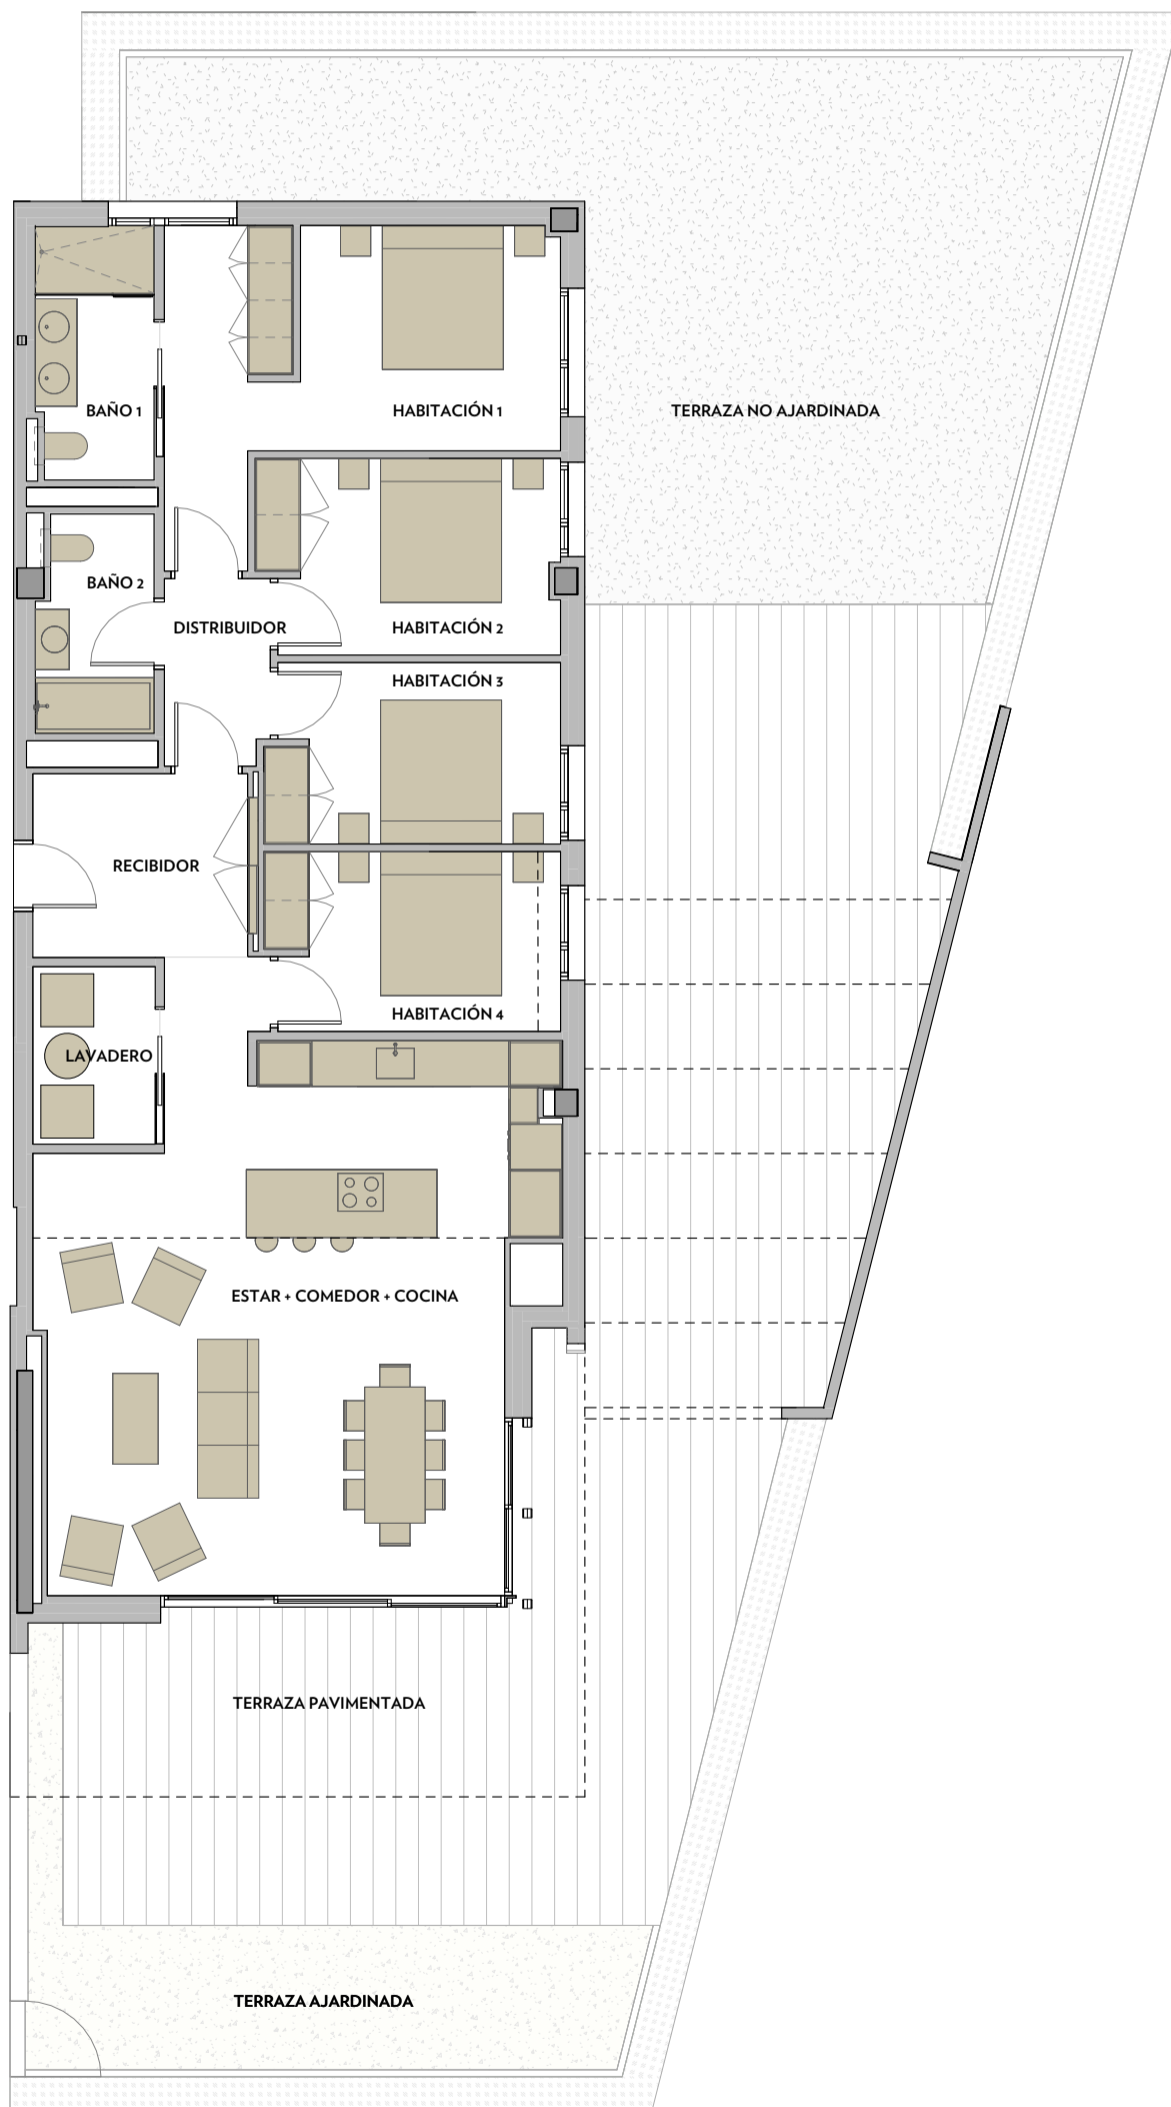 BAÑO 1
HABITACIÓN 1
TERRAZA NO AJARDINADA
BAÑO 2
DISTRIBUIDOR
HABITACIÓN 2
HABITACIÓN 3
RECIBIDOR
HABITACIÓN 4
LAVADERO
ESTAR + COMEDOR + COCINA
TERRAZA PAVIMENTADA
TERRAZA AJARDINADA